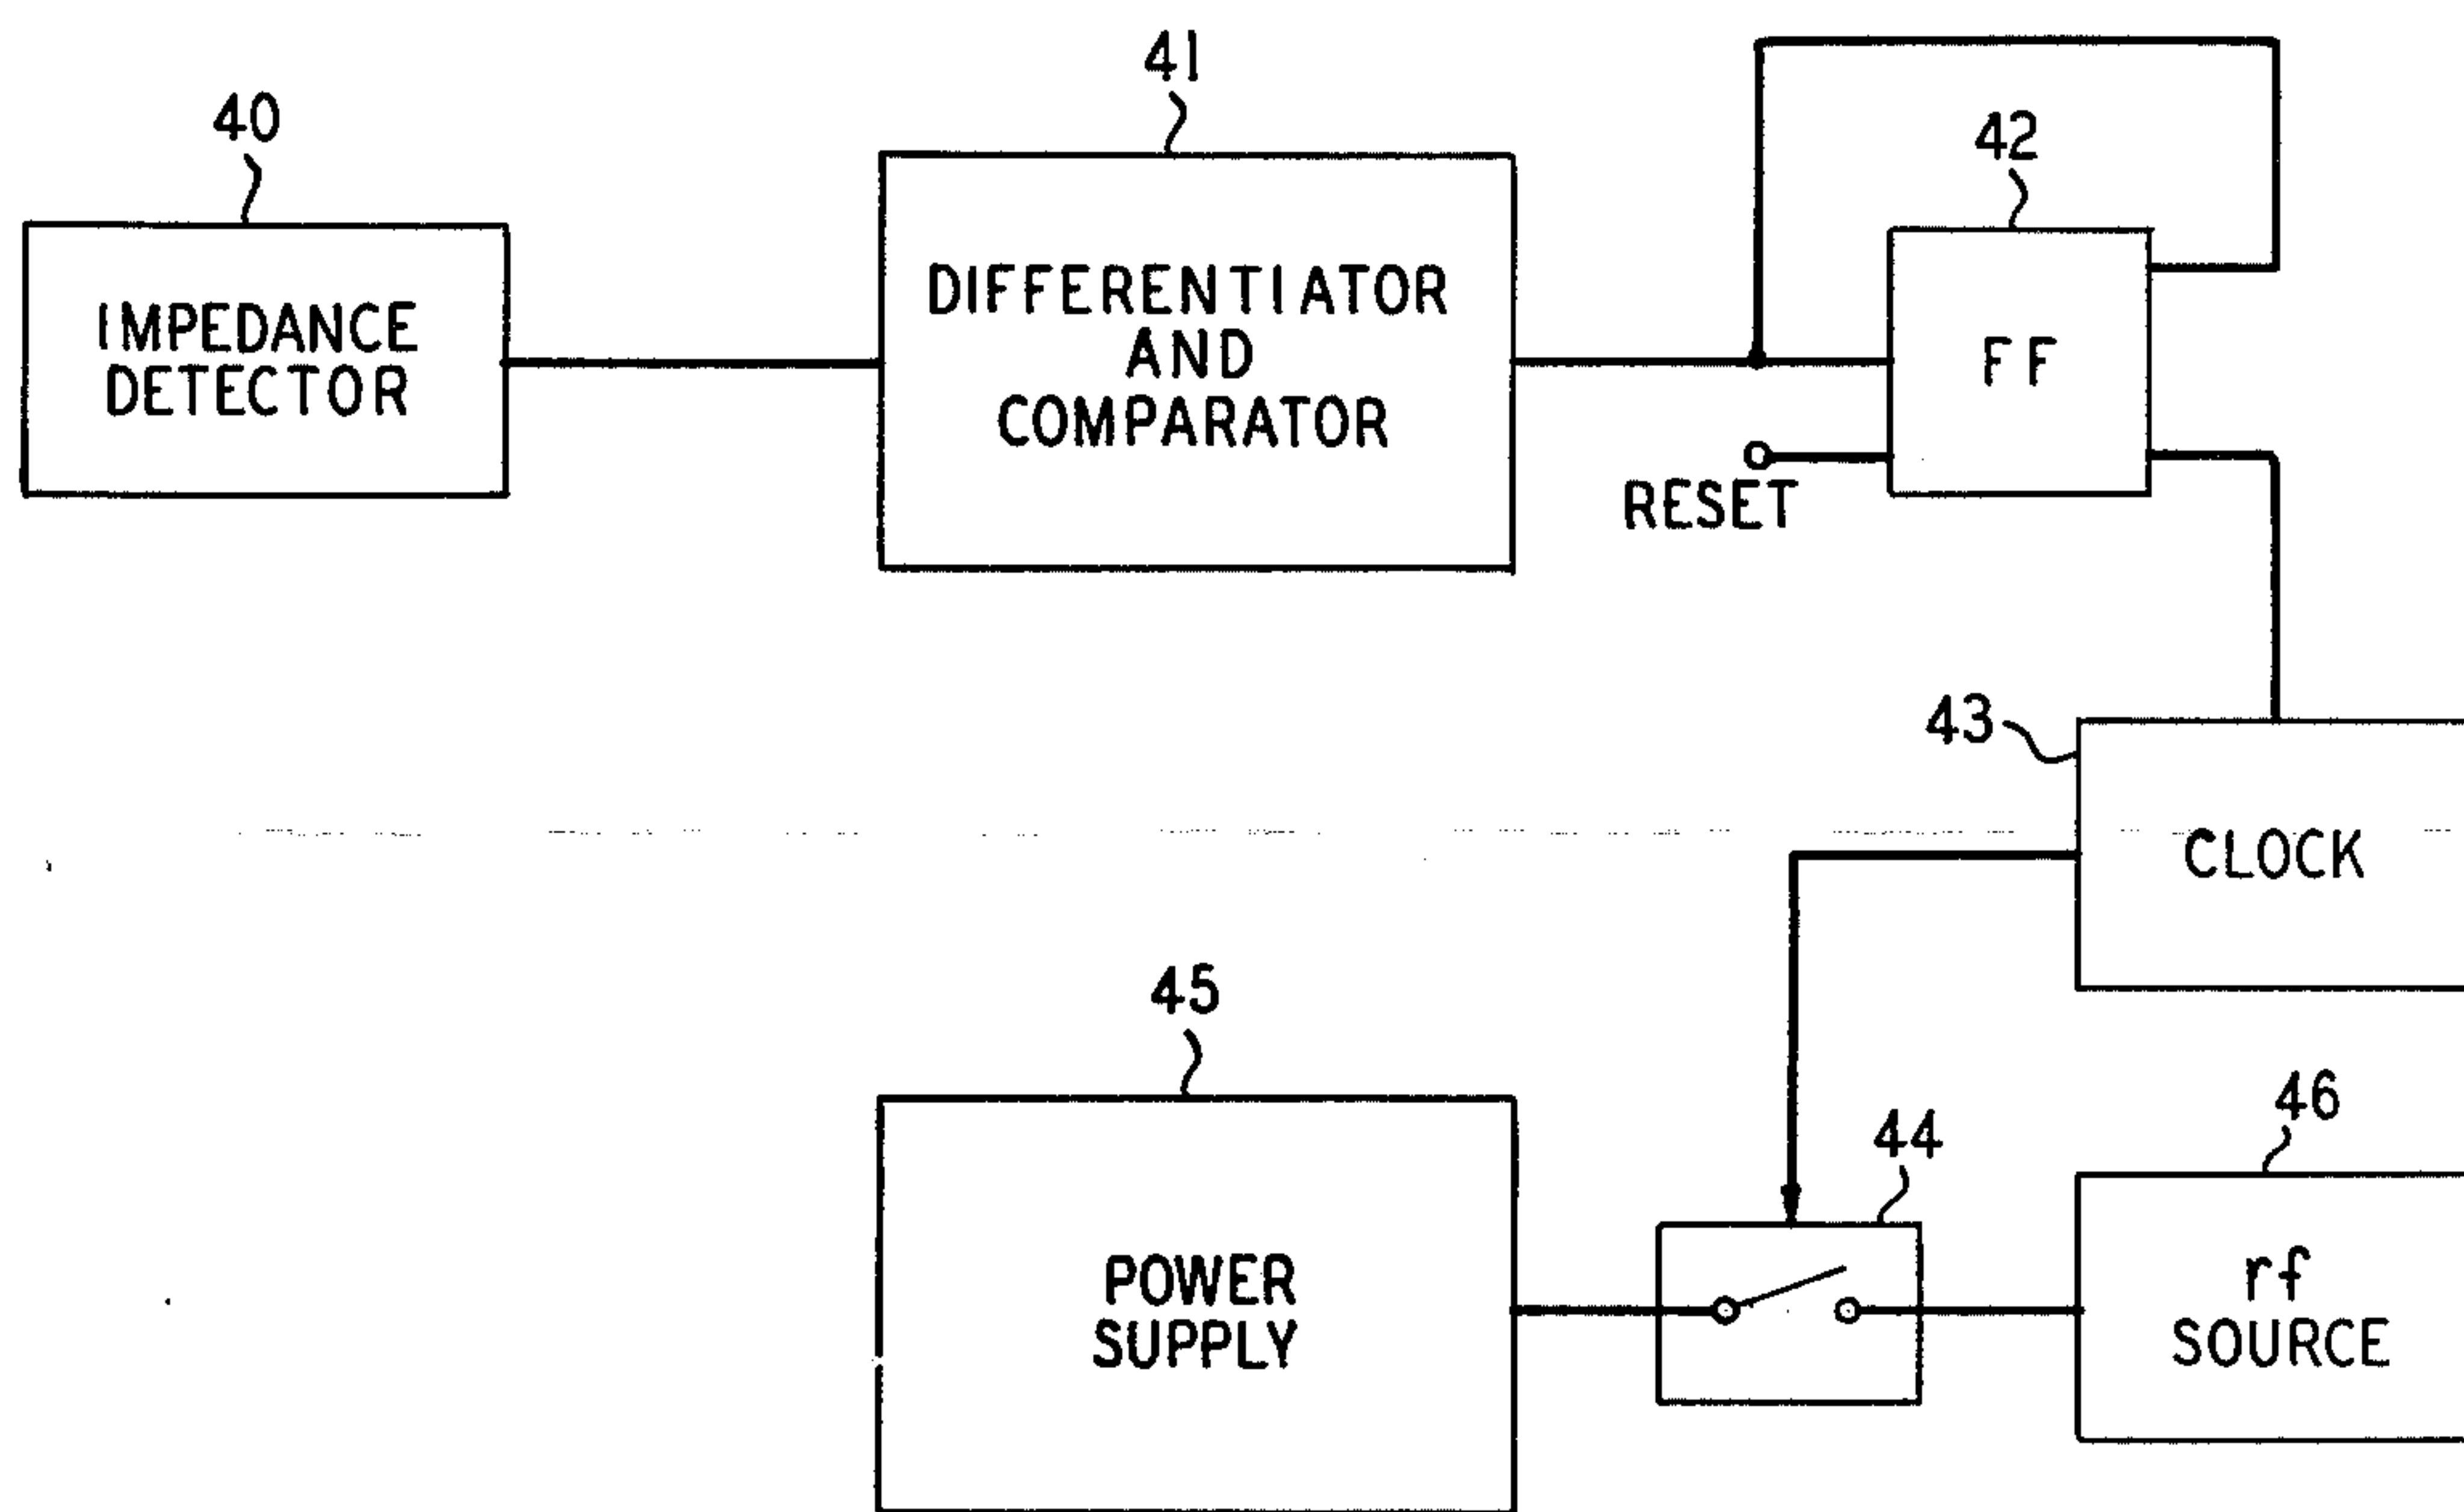 40
IMPEDANCE
DETECTOR
41
DIFFERENTIATOR
AND
COMPARATOR
42
FF
RESET
43
CLOCK
45
POWER
SUPPLY
44
46
rf
SOURCE